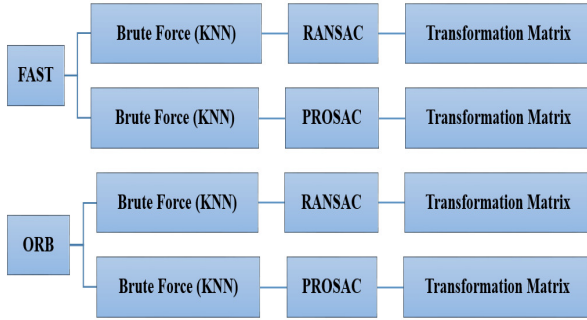 FAST
Brute Force (KNN)
RANSAC
Transformation Matrix
Brute Force (KNN)
PROSAC
Transformation Matrix
ORB
Brute Force (KNN)
RANSAC
Transformation Matrix
Brute Force (KNN)
PROSAC
Transformation Matrix